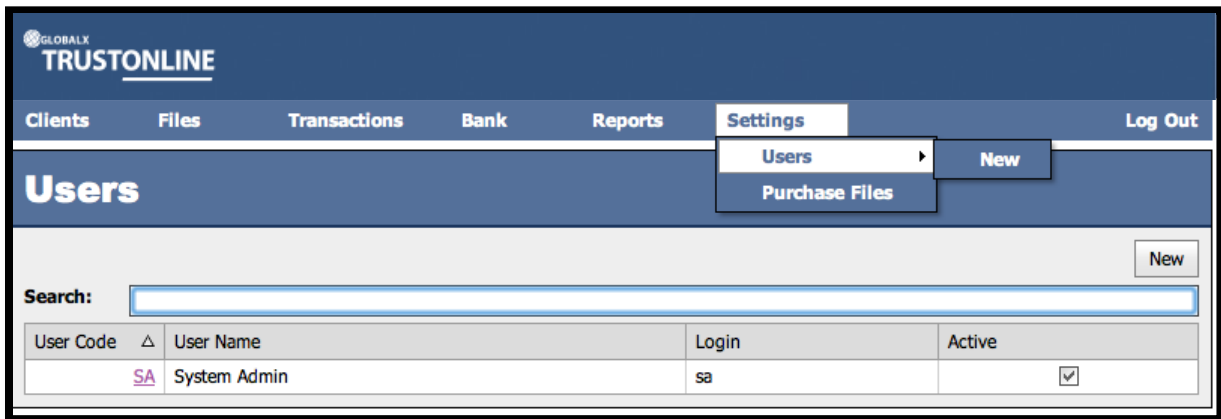 GLOBALX
TRUSTONLINE
Clients Files Transactions Bank Reports Settings Log Out
Users New
Purchase Files
Users
New
Search:
User Code User Name Login Active
SA System Admin sa